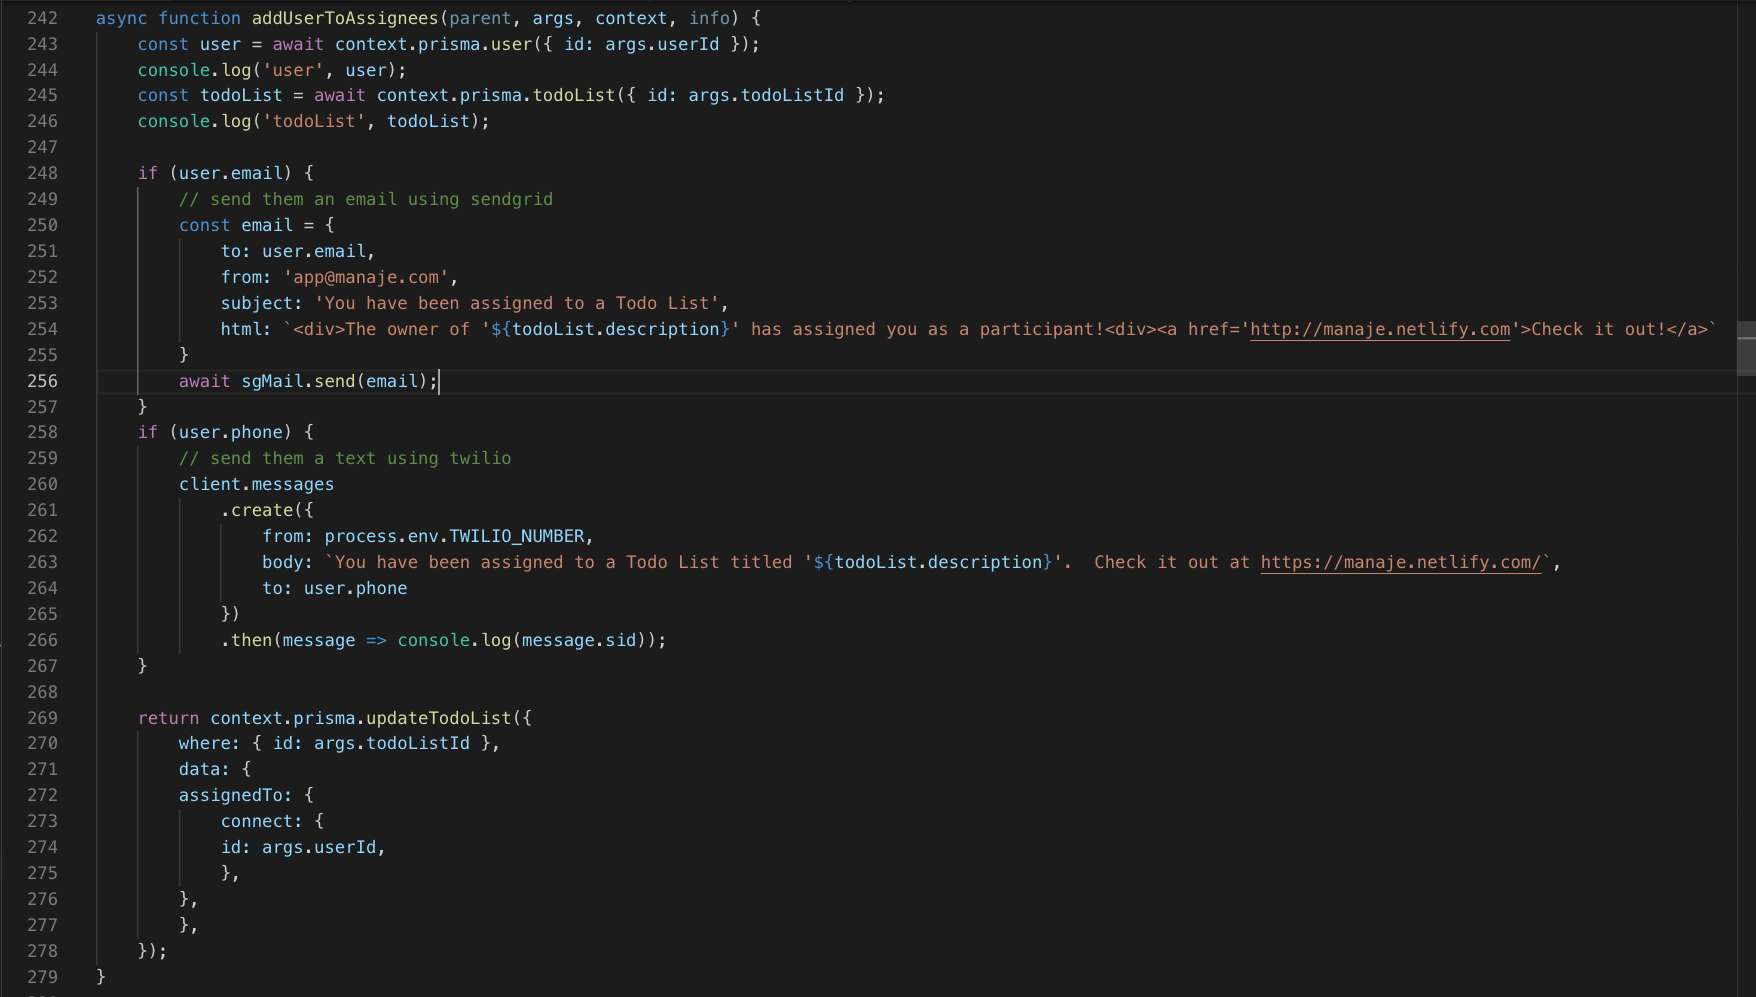 242 async function addUserToAssignees(parent, args, context, info) {
243 const user = await context.prisma.user({ id: args.userId });
244 console.log('user', user);
245 const todoList = await context.prisma.todoList({ id: args.todoListId });
246 console.log('todoList', todoList);
247
248 if (user.email) {
249 // send them an email using sendgrid
250 const email = {
251 to: user.email,
252 from: 'app@manaje.com',
253 subject: 'You have been assigned to a Todo List',
254 html: `<div>The owner of '${todoList.description}' has assigned you as a participant!<div><a href='http://manaje.netlify.com'>Check it out!</a>`
255 }
256 await sgMail.send(email);
257 }
258 if (user.phone) {
259 // send them a text using twilio
260 client.messages
261 .create({
262 from: process.env.TWILIO_NUMBER,
263 body: `You have been assigned to a Todo List titled '${todoList.description}'.  Check it out at https://manaje.netlify.com/`,
264 to: user.phone
265 })
266 .then(message => console.log(message.sid));
267 }
268
269 return context.prisma.updateTodoList({
270 where: { id: args.todoListId },
271 data: {
272 assignedTo: {
273 connect: {
274 id: args.userId,
275 },
276 },
277 },
278 });
279 }